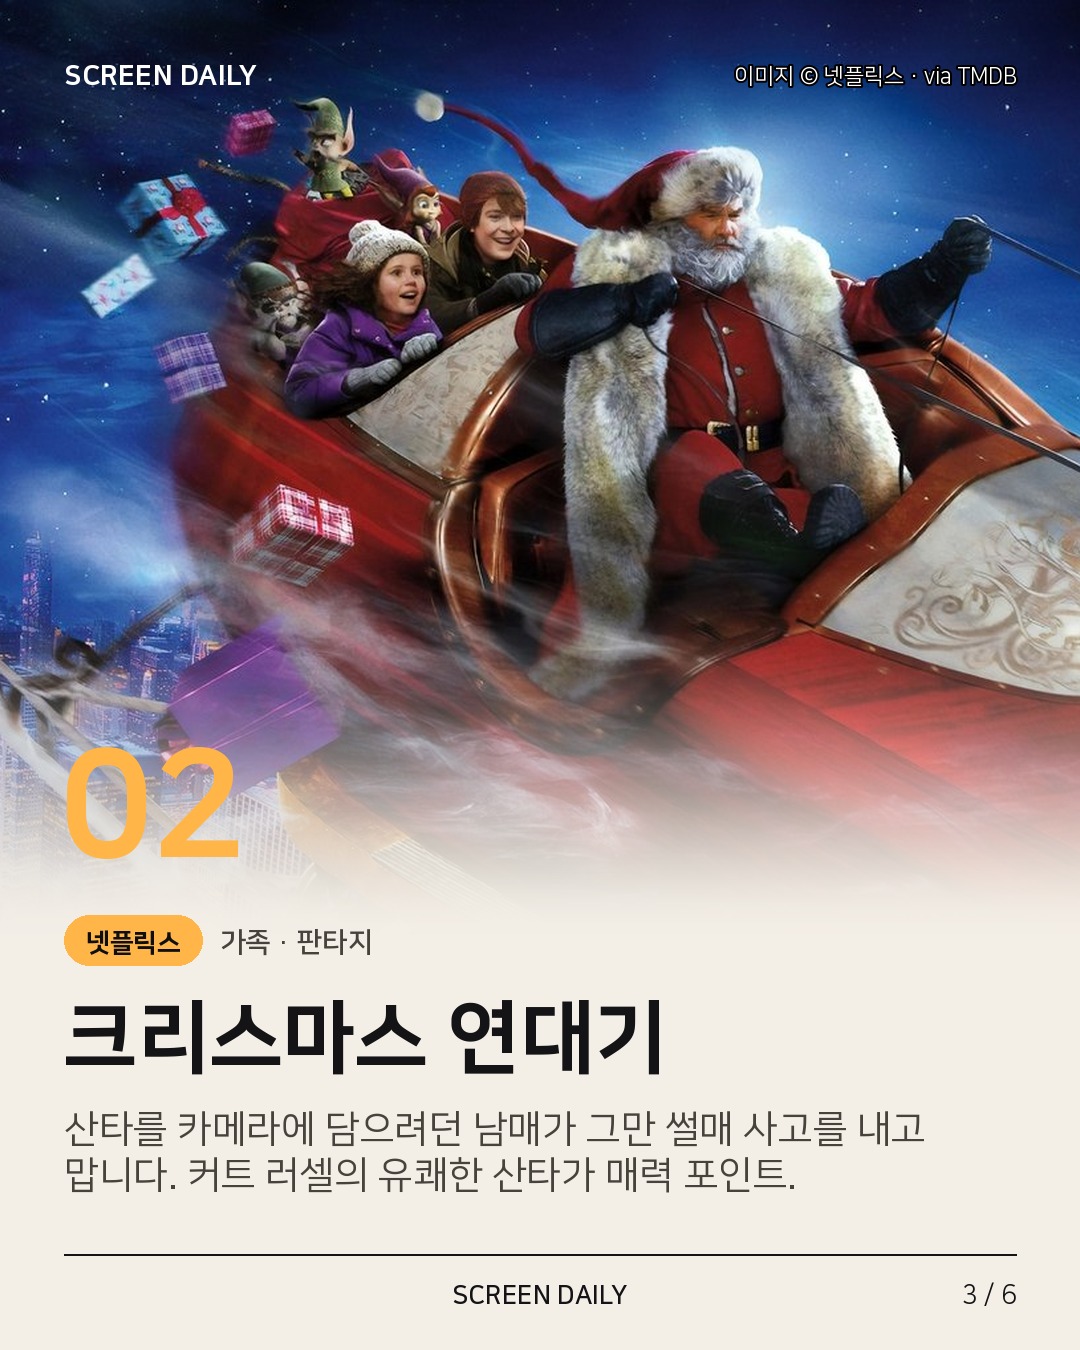 SCREEN DAILY
이미지 © 넷플릭스 · via TMDB
02
넷플릭스 가족 · 판타지
크리스마스 연대기
산타를 카메라에 담으려던 남매가 그만 썰매 사고를 내고
맙니다. 커트 러셀의 유쾌한 산타가 매력 포인트.
SCREEN DAILY
3 / 6